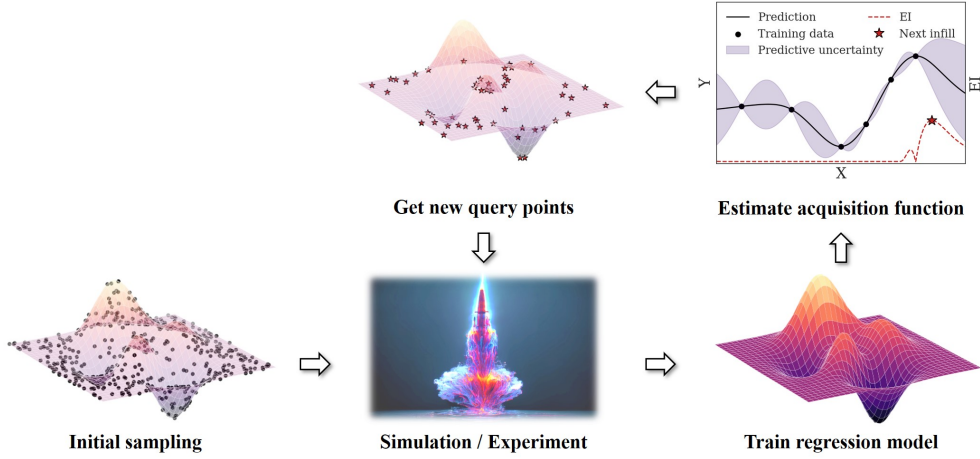 Prediction
EI
Training data
Next infill
Predictive uncertainty
Y
EI
X
Get new query points
Estimate acquisition function
Initial sampling
Simulation / Experiment
Train regression model